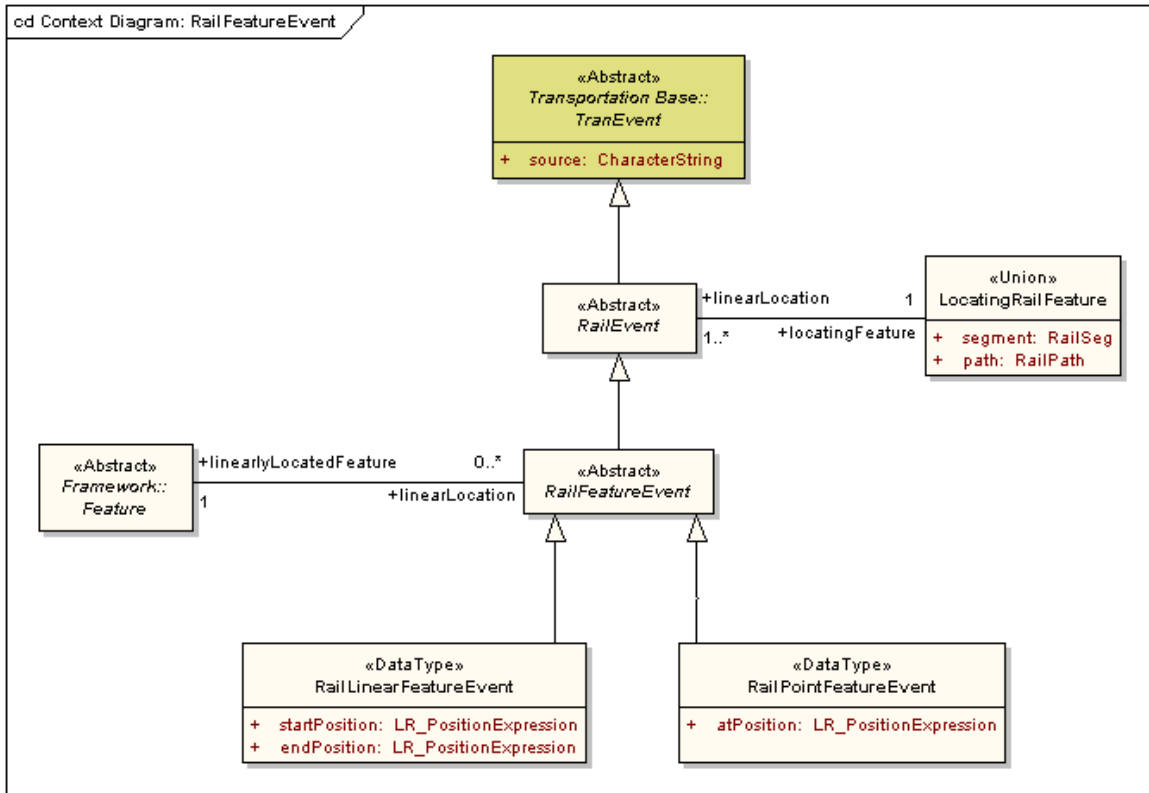 cd Context Diagram: RailFeatureEvent
«Abstract»
Transportation Base::
TranEvent
+ source: CharacterString
«Abstract»
RailEvent
+linearLocation
1
1..*
+locatingFeature
«Union»
LocatingRailFeature
+ segment: RailSeg
+ path: RailPath
«Abstract»
Framework::
Feature
+linearlyLocatedFeature
0..*
1
+linearLocation
«Abstract»
RailFeatureEvent
«DataType»
RailLinearFeatureEvent
+ startPosition: LR_PositionExpression
+ endPosition: LR_PositionExpression
«DataType»
RailPointFeatureEvent
+ atPosition: LR_PositionExpression